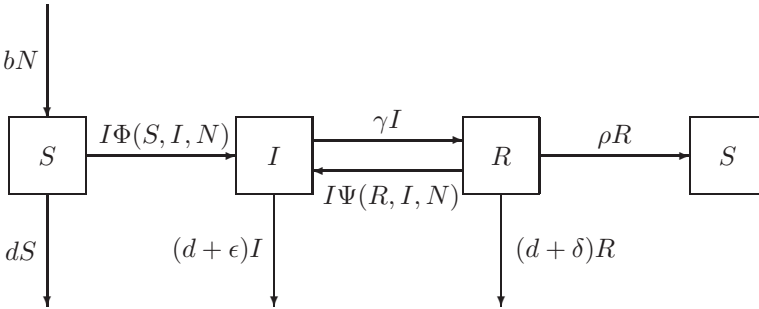 bN
IΦ(S, I, N)
γI
ρR
S
I
R
S
IΨ(R, I, N)
dS
(d + ϵ)I
(d + δ)R